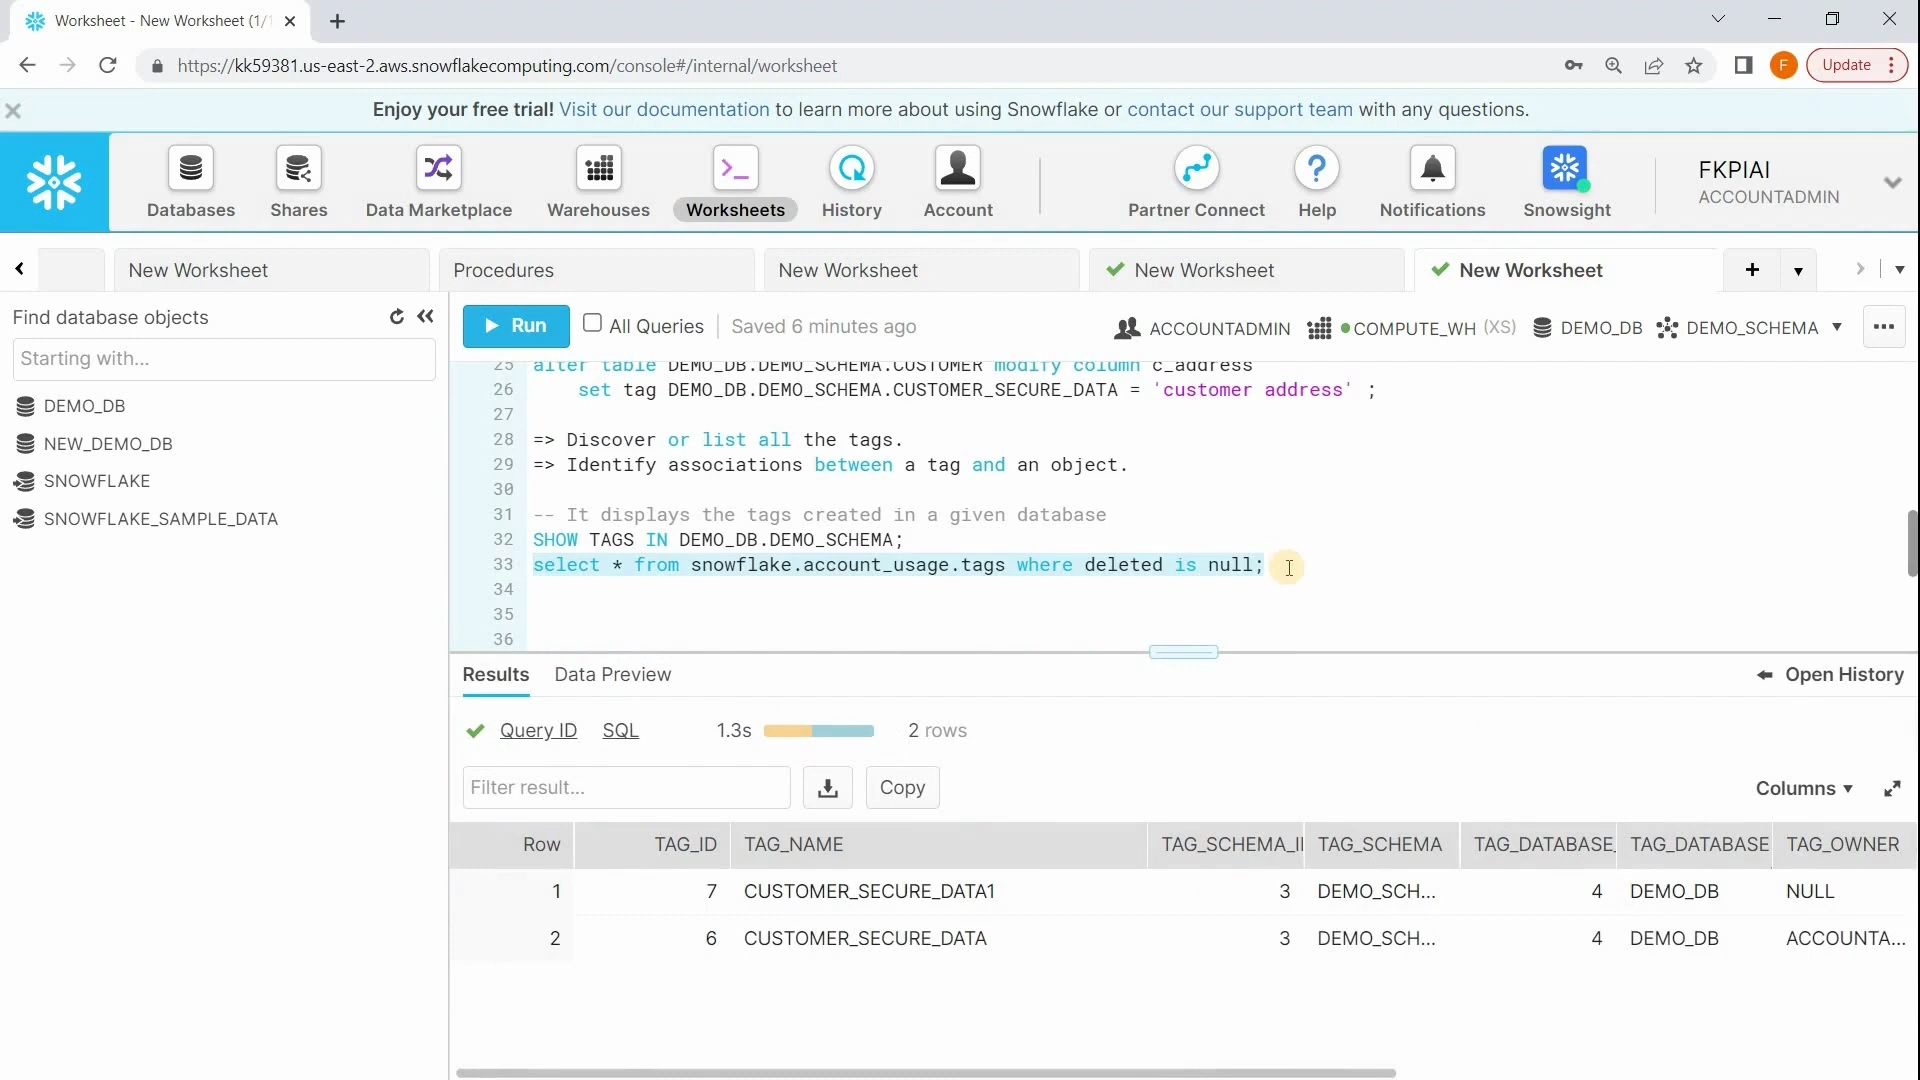 Worksheet - New Worksheet (1/1
https://kk59381.us-east-2.aws.snowflakecomputing.com/console#/internal/worksheet
F
Update
Enjoy your free trial! Visit our documentation to learn more about using Snowflake or contact our support team with any questions.
Databases
Shares
Data Marketplace
Warehouses
Worksheets
History
Account
Partner Connect
Help
Notifications
Snowsight
FKPIAI
ACCOUNTADMIN
New Worksheet
Procedures
New Worksheet
New Worksheet
New Worksheet
Find database objects
Starting with...
DEMO_DB
NEW_DEMO_DB
SNOWFLAKE
SNOWFLAKE_SAMPLE_DATA
Run
All Queries
Saved 6 minutes ago
ACCOUNTADMIN
COMPUTE_WH (XS)
DEMO_DB
DEMO_SCHEMA
25 alter table DEMO_DB.DEMO_SCHEMA.CUSTOMER modify column c_address
26 set tag DEMO_DB.DEMO_SCHEMA.CUSTOMER_SECURE_DATA = 'customer address' ;
27
28 => Discover or list all the tags.
29 => Identify associations between a tag and an object.
30
31 -- It displays the tags created in a given database
32 SHOW TAGS IN DEMO_DB.DEMO_SCHEMA;
33 select * from snowflake.account_usage.tags where deleted is null;
34
35
36
Results
Data Preview
Open History
Query ID
SQL
1.3s
2 rows
Filter result...
Copy
Columns
Row TAG_ID TAG_NAME TAG_SCHEMA_I TAG_SCHEMA TAG_DATABASE_ TAG_DATABASE TAG_OWNER
1 7 CUSTOMER_SECURE_DATA1 3 DEMO_SCH... 4 DEMO_DB NULL
2 6 CUSTOMER_SECURE_DATA 3 DEMO_SCH... 4 DEMO_DB ACCOUNTA...